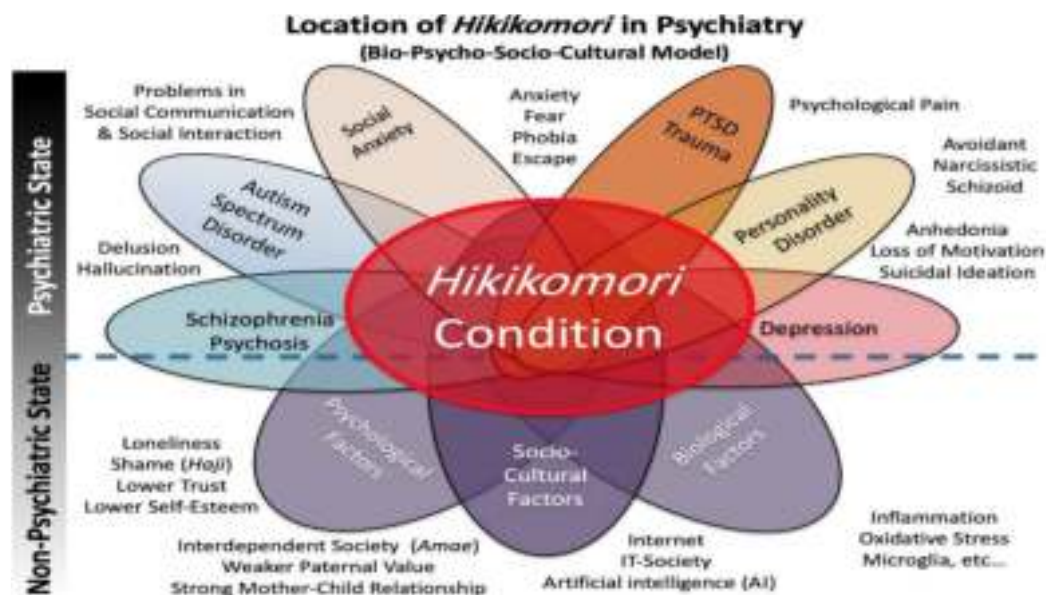 Location of Hikikomori in Psychiatry
(Bio-Psycho-Socio-Cultural Model)
Psychiatric State
Non-Psychiatric State
Problems in
Social Communication
& Social Interaction
Social
Anxiety
Anxiety
Fear
Phobia
Escape
PTSD
Trauma
Psychological Pain
Avoidant
Narcissistic
Schizoid
Autism
Spectrum
Disorder
Personality
Disorder
Delusion
Hallucination
Anhedonia
Loss of Motivation
Suicidal Ideation
Schizophrenia
Psychosis
Hikikomori
Condition
Depression
Psychological
Factors
Socio-
Cultural
Factors
Biological
Factors
Loneliness
Shame (Haji)
Lower Trust
Lower Self-Esteem
Interdependent Society (Amae)
Weaker Paternal Value
Strong Mother-Child Relationship
Internet
IT-Society
Artificial intelligence (AI)
Inflammation
Oxidative Stress
Microglia, etc...